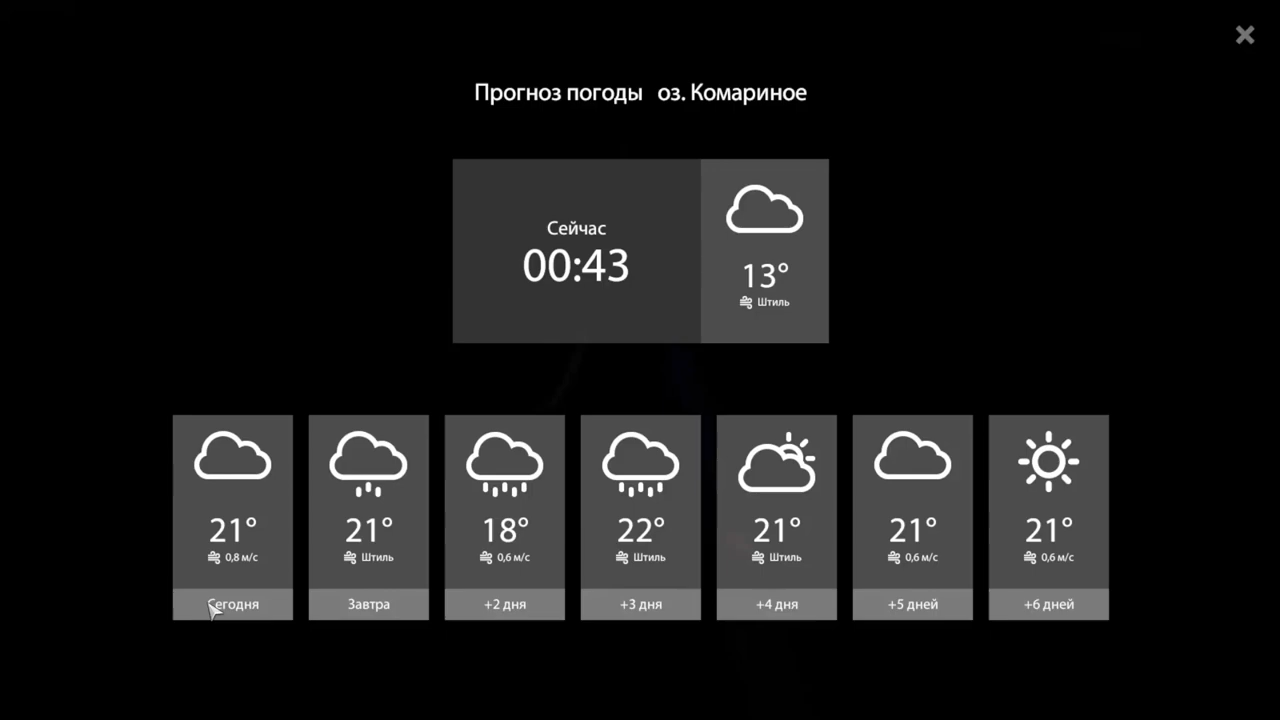 Прогноз погоды оз. Комариное
Сейчас
00:43
13°
Штиль
21°
0,8 м/с
Сегодня
21°
Штиль
Завтра
18°
0,6 м/с
+2 дня
22°
Штиль
+3 дня
21°
Штиль
+4 дня
21°
0,6 м/с
+5 дней
21°
0,6 м/с
+6 дней